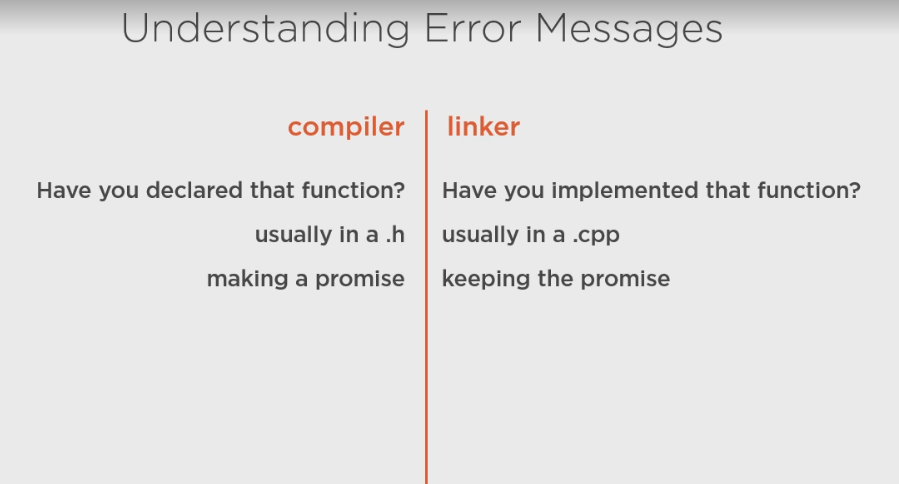 Understanding Error Messages
compiler
linker
Have you declared that function?
Have you implemented that function?
usually in a .h
usually in a .cpp
making a promise
keeping the promise